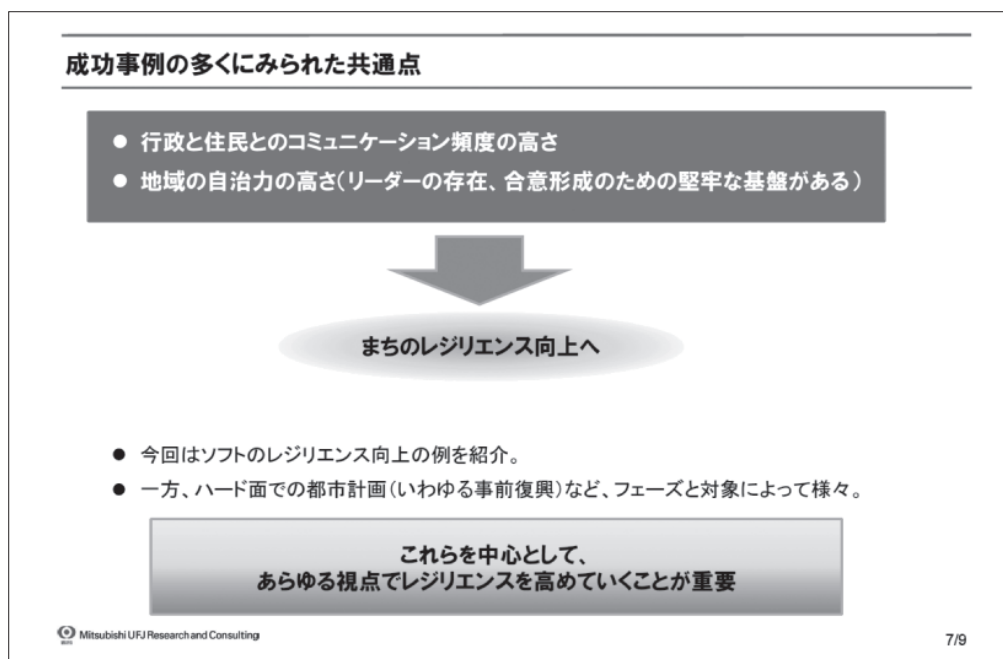 成功事例の多くにみられた共通点
● 行政と住民とのコミュニケーション頻度の高さ
● 地域の自治力の高さ(リーダーの存在、合意形成のための堅牢な基盤がある)
まちのレジリエンス向上へ
● 今回はソフトのレジリエンス向上の例を紹介。
● 一方、ハード面での都市計画(いわゆる事前復興)など、フェーズと対象によって様々。
これらを中心として、
あらゆる視点でレジリエンスを高めていくことが重要
Mitsubishi UFJ Research and Consulting
7/9